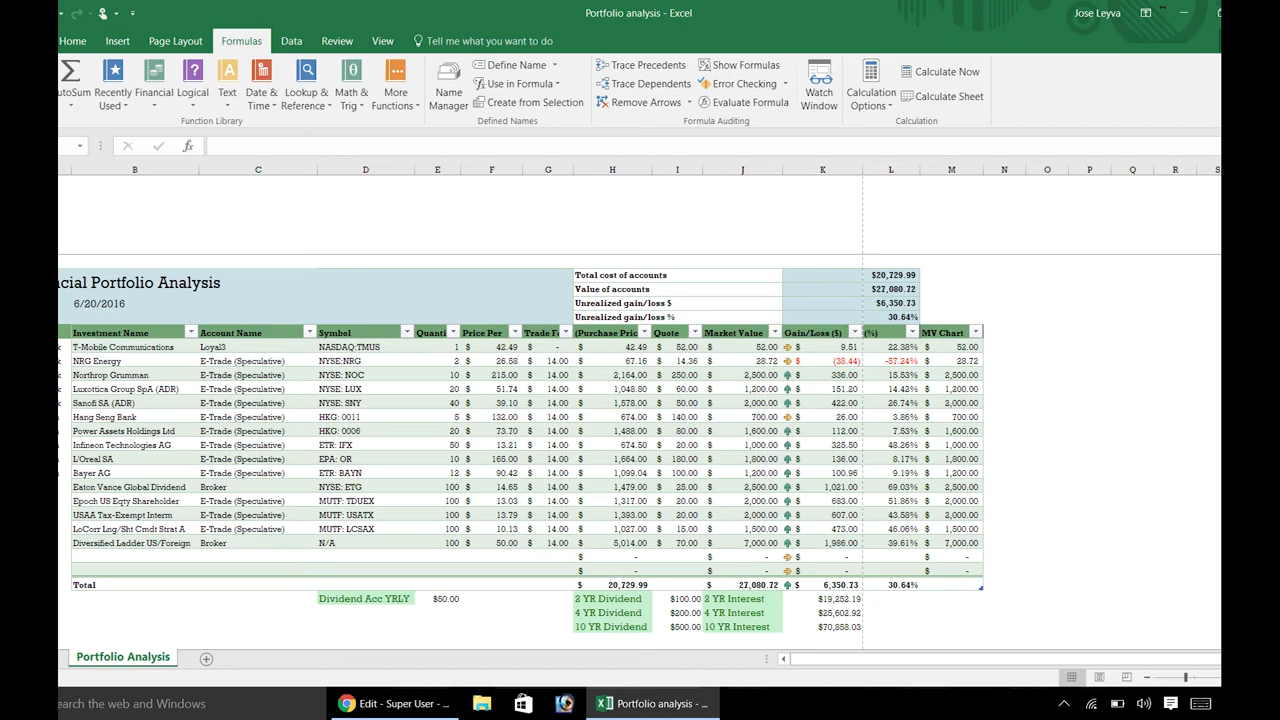 Portfolio analysis - Excel
Jose Leyva
Home Insert Page Layout Formulas Data Review View Tell me what you want to do
AutoSum Recently Used Financial Logical Text Date & Time Lookup & Reference Math & Trig More Functions
Function Library
Name Manager
Define Name
Use in Formula
Create from Selection
Defined Names
Trace Precedents Show Formulas
Trace Dependents Error Checking
Remove Arrows Evaluate Formula
Formula Auditing
Watch Window
Calculation Options
Calculate Now
Calculate Sheet
Calculation
fx
B C D E F G H I J K L M N O P Q R S
cial Portfolio Analysis
6/20/2016
Total cost of accounts $20,729.99
Value of accounts $27,080.72
Unrealized gain/loss $ $6,350.73
Unrealized gain/loss % 30.64%
Investment Name Account Name Symbol Quanti Price Per Trade Fe (Purchase Pric Quote Market Value Gain/Loss ($) (%) MV Chart
T-Mobile Communications Loyal3 NASDAQ:TMUS 1 $ 42.49 $ - $ 42.49 $ 52.00 $ 52.00 $ 9.51 22.38% $ 52.00
NRG Energy E-Trade (Speculative) NYSE:NRG 2 $ 26.58 $ 14.00 $ 67.16 $ 14.36 $ 28.72 $ (38.44) -57.24% $ 28.72
Northrop Grumman E-Trade (Speculative) NYSE: NOC 10 $ 215.00 $ 14.00 $ 2,164.00 $ 250.00 $ 2,500.00 $ 336.00 15.53% $ 2,500.00
Luxottica Group SpA (ADR) E-Trade (Speculative) NYSE: LUX 20 $ 51.74 $ 14.00 $ 1,048.80 $ 60.00 $ 1,200.00 $ 151.20 14.42% $ 1,200.00
Sanofi SA (ADR) E-Trade (Speculative) NYSE: SNY 40 $ 39.10 $ 14.00 $ 1,578.00 $ 50.00 $ 2,000.00 $ 422.00 26.74% $ 2,000.00
Hang Seng Bank E-Trade (Speculative) HKG: 0011 5 $ 132.00 $ 14.00 $ 674.00 $ 140.00 $ 700.00 $ 26.00 3.86% $ 700.00
Power Assets Holdings Ltd E-Trade (Speculative) HKG: 0006 20 $ 73.70 $ 14.00 $ 1,488.00 $ 80.00 $ 1,600.00 $ 112.00 7.53% $ 1,600.00
Infineon Technologies AG E-Trade (Speculative) ETR: IFX 50 $ 13.21 $ 14.00 $ 674.50 $ 20.00 $ 1,000.00 $ 325.50 48.26% $ 1,000.00
L'Oreal SA E-Trade (Speculative) EPA: OR 10 $ 165.00 $ 14.00 $ 1,664.00 $ 180.00 $ 1,800.00 $ 136.00 8.17% $ 1,800.00
Bayer AG E-Trade (Speculative) ETR: BAYN 12 $ 90.42 $ 14.00 $ 1,099.04 $ 100.00 $ 1,200.00 $ 100.96 9.19% $ 1,200.00
Eaton Vance Global Dividend Broker NYSE: ETG 100 $ 14.65 $ 14.00 $ 1,479.00 $ 25.00 $ 2,500.00 $ 1,021.00 69.03% $ 2,500.00
Epoch US Eqty Shareholder E-Trade (Speculative) MUTF: TDUEX 100 $ 13.03 $ 14.00 $ 1,317.00 $ 20.00 $ 2,000.00 $ 683.00 51.86% $ 2,000.00
USAA Tax-Exempt Interm E-Trade (Speculative) MUTF: USATX 100 $ 13.79 $ 14.00 $ 1,393.00 $ 20.00 $ 2,000.00 $ 607.00 43.58% $ 2,000.00
LoCorr Lng/Sht Cmdt Strat A E-Trade (Speculative) MUTF: LCSAX 100 $ 10.13 $ 14.00 $ 1,027.00 $ 15.00 $ 1,500.00 $ 473.00 46.06% $ 1,500.00
Diversified Ladder US/Foreign Broker N/A 100 $ 50.00 $ 14.00 $ 5,014.00 $ 70.00 $ 7,000.00 $ 1,986.00 39.61% $ 7,000.00
$ - $ $ - $ - $ -
$ - $ $ - $ - $ -
Total $ 20,729.99 $ 27,080.72 $ 6,350.73 30.64%
Dividend Acc YRLY $50.00 2 YR Dividend $100.00 2 YR Interest $19,252.19
4 YR Dividend $200.00 4 YR Interest $25,602.92
10 YR Dividend $500.00 10 YR Interest $70,858.03
Portfolio Analysis
earch the web and Windows
Edit - Super User - ...
Portfolio analysis - ...